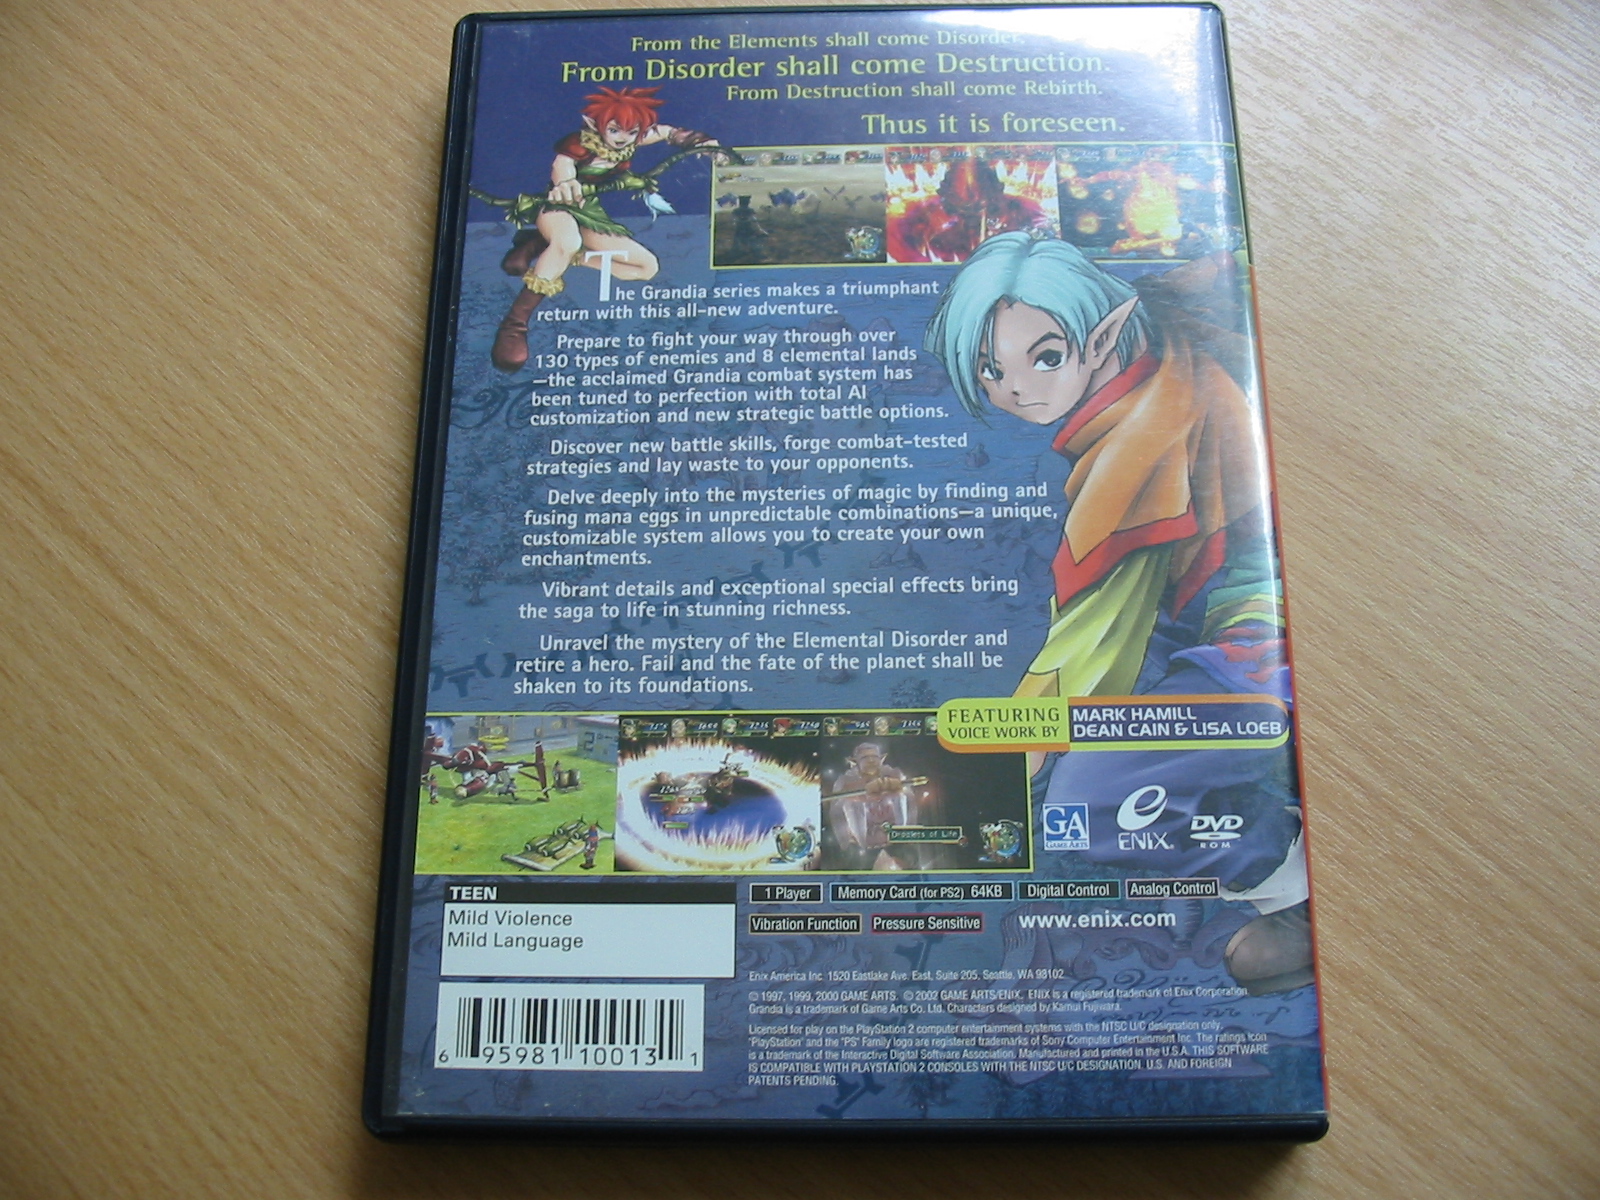 From the Elements shall come Disorder.
From Disorder shall come Destruction.
From Destruction shall come Rebirth.
Thus it is foreseen.
The Grandia series makes a triumphant
return with this all-new adventure.
Prepare to fight your way through over
130 types of enemies and 8 elemental lands
—the acclaimed Grandia combat system has
been tuned to perfection with total AI
customization and new strategic battle options.
Discover new battle skills, forge combat-tested
strategies and lay waste to your opponents.
Delve deeply into the mysteries of magic by finding and
fusing mana eggs in unpredictable combinations—a unique,
customizable system allows you to create your own
enchantments.
Vibrant details and exceptional special effects bring
the saga to life in stunning richness.
Unravel the mystery of the Elemental Disorder and
retire a hero. Fail and the fate of the planet shall be
shaken to its foundations.
FEATURING
VOICE WORK BY
MARK HAMILL
DEAN CAIN & LISA LOEB
Droplets of Life
GA
GAME ARTS
e
ENIX
DVD
ROM
TEEN
Mild Violence
Mild Language
1 Player
Memory Card (for PS2) 64KB
Digital Control
Analog Control
Vibration Function
Pressure Sensitive
www.enix.com
Enix America Inc. 1520 Eastlake Ave. East, Suite 205, Seattle, WA 98102
© 1997, 1999, 2000 GAME ARTS. © 2002 GAME ARTS/ENIX. ENIX is a registered trademark of Enix Corporation.
Grandia is a trademark of Game Arts Co. Ltd. Characters designed by Kamui Fujiwara.
Licensed for play on the PlayStation 2 computer entertainment systems with the NTSC U/C designation only.
"PlayStation" and the "PS" Family logo are registered trademarks of Sony Computer Entertainment Inc. The ratings icon
is a trademark of the Interactive Digital Software Association. Manufactured and printed in the U.S.A. THIS SOFTWARE
IS COMPATIBLE WITH PLAYSTATION 2 CONSOLES WITH THE NTSC U/C DESIGNATION. U.S. AND FOREIGN
PATENTS PENDING.
6 95981 10013 1